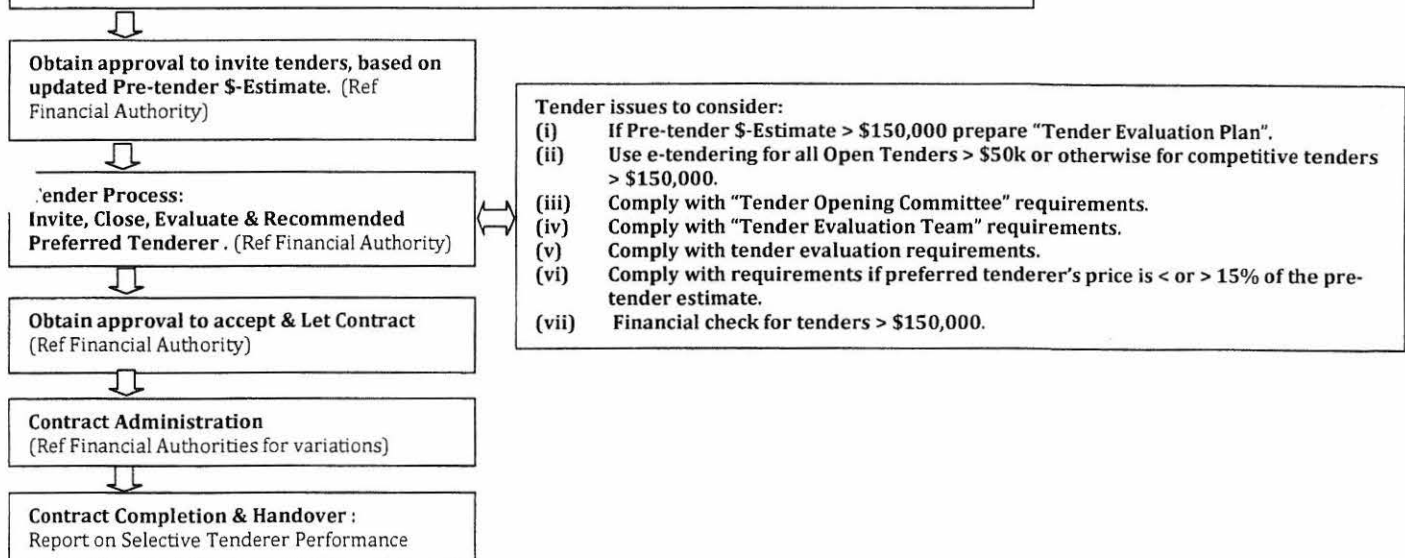 Obtain approval to invite tenders, based on
updated Pre-tender $-Estimate. (Ref
Financial Authority)
ender Process:
Invite, Close, Evaluate & Recommended
Preferred Tenderer . (Ref Financial Authority)
Obtain approval to accept & Let Contract
(Ref Financial Authority)
Contract Administration
(Ref Financial Authorities for variations)
Contract Completion & Handover :
Report on Selective Tenderer Performance
Tender issues to consider:
(i) If Pre-tender $-Estimate > $150,000 prepare “Tender Evaluation Plan”.
(ii) Use e-tendering for all Open Tenders > $50k or otherwise for competitive tenders
> $150,000.
(iii) Comply with “Tender Opening Committee” requirements.
(iv) Comply with “Tender Evaluation Team” requirements.
(v) Comply with tender evaluation requirements.
(vi) Comply with requirements if preferred tenderer’s price is < or > 15% of the pre-
tender estimate.
(vii) Financial check for tenders > $150,000.